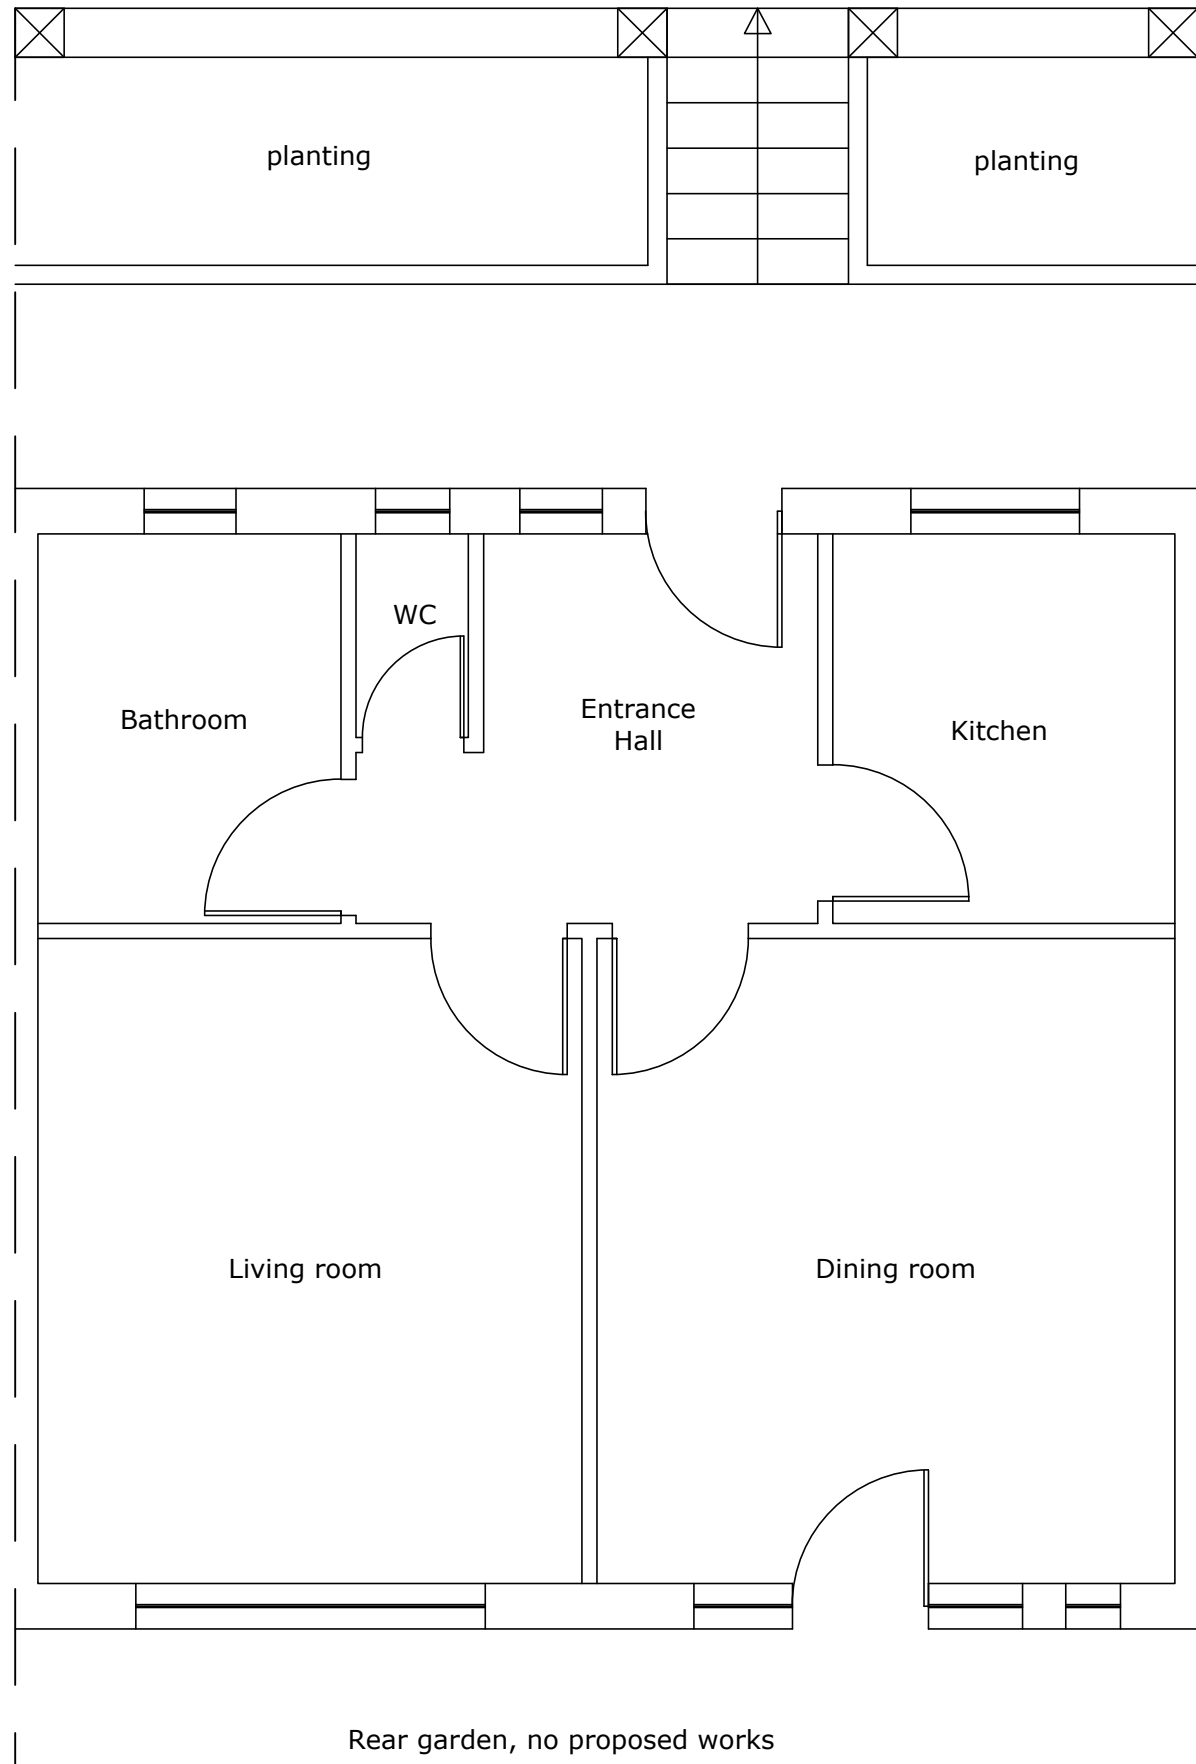 planting
planting
WC
Bathroom
Entrance
Hall
Kitchen
Living room
Dining room
Rear garden, no proposed works